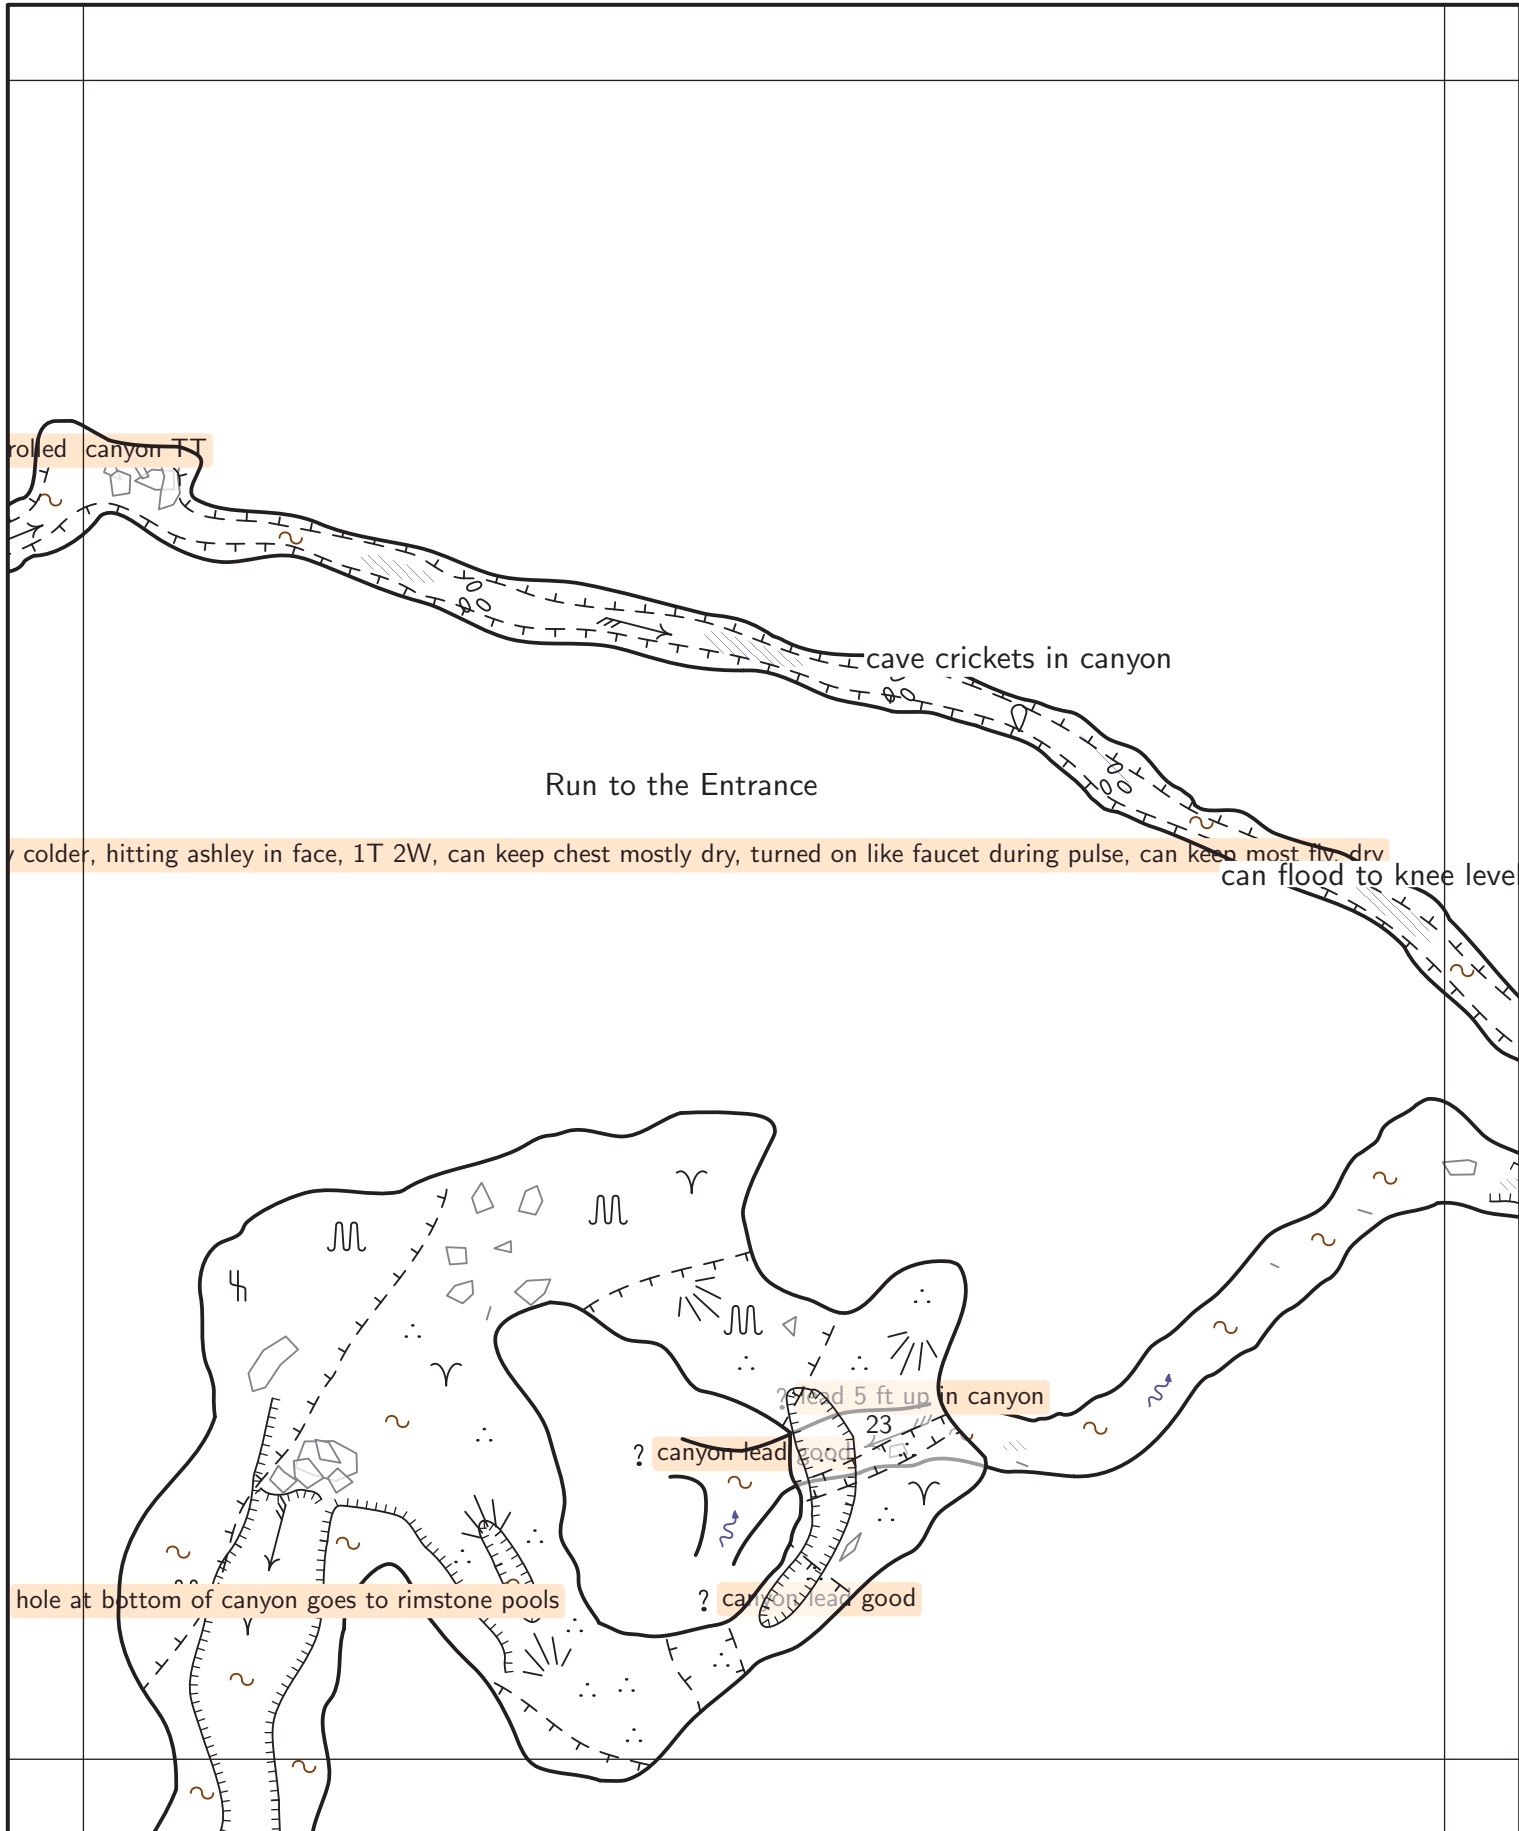 rolled canyon TT
cave crickets in canyon
Run to the Entrance
y colder, hitting ashley in face, 1T 2W, can keep chest mostly dry, turned on like faucet during pulse, can keep most fly, dry
can flood to knee level
? lead 5 ft up in canyon
23
? canyon lead good
? canyon lead good
hole at bottom of canyon goes to rimstone pools